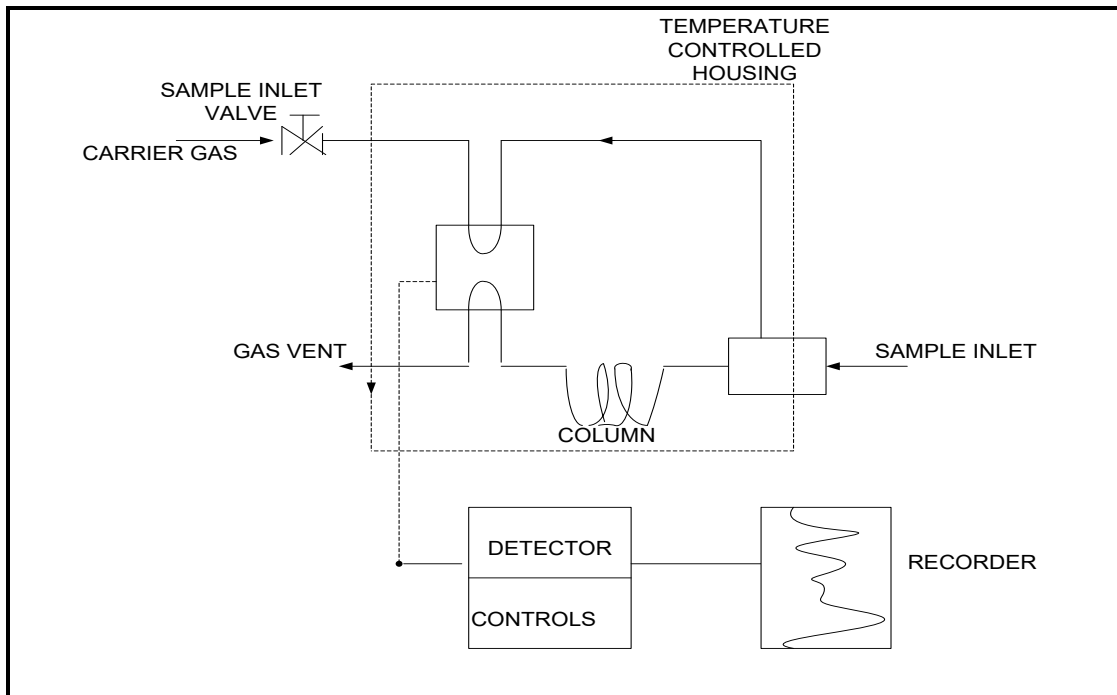 TEMPERATURE
CONTROLLED
HOUSING
SAMPLE INLET
VALVE
CARRIER GAS
GAS VENT
SAMPLE INLET
COLUMN
DETECTOR
RECORDER
CONTROLS